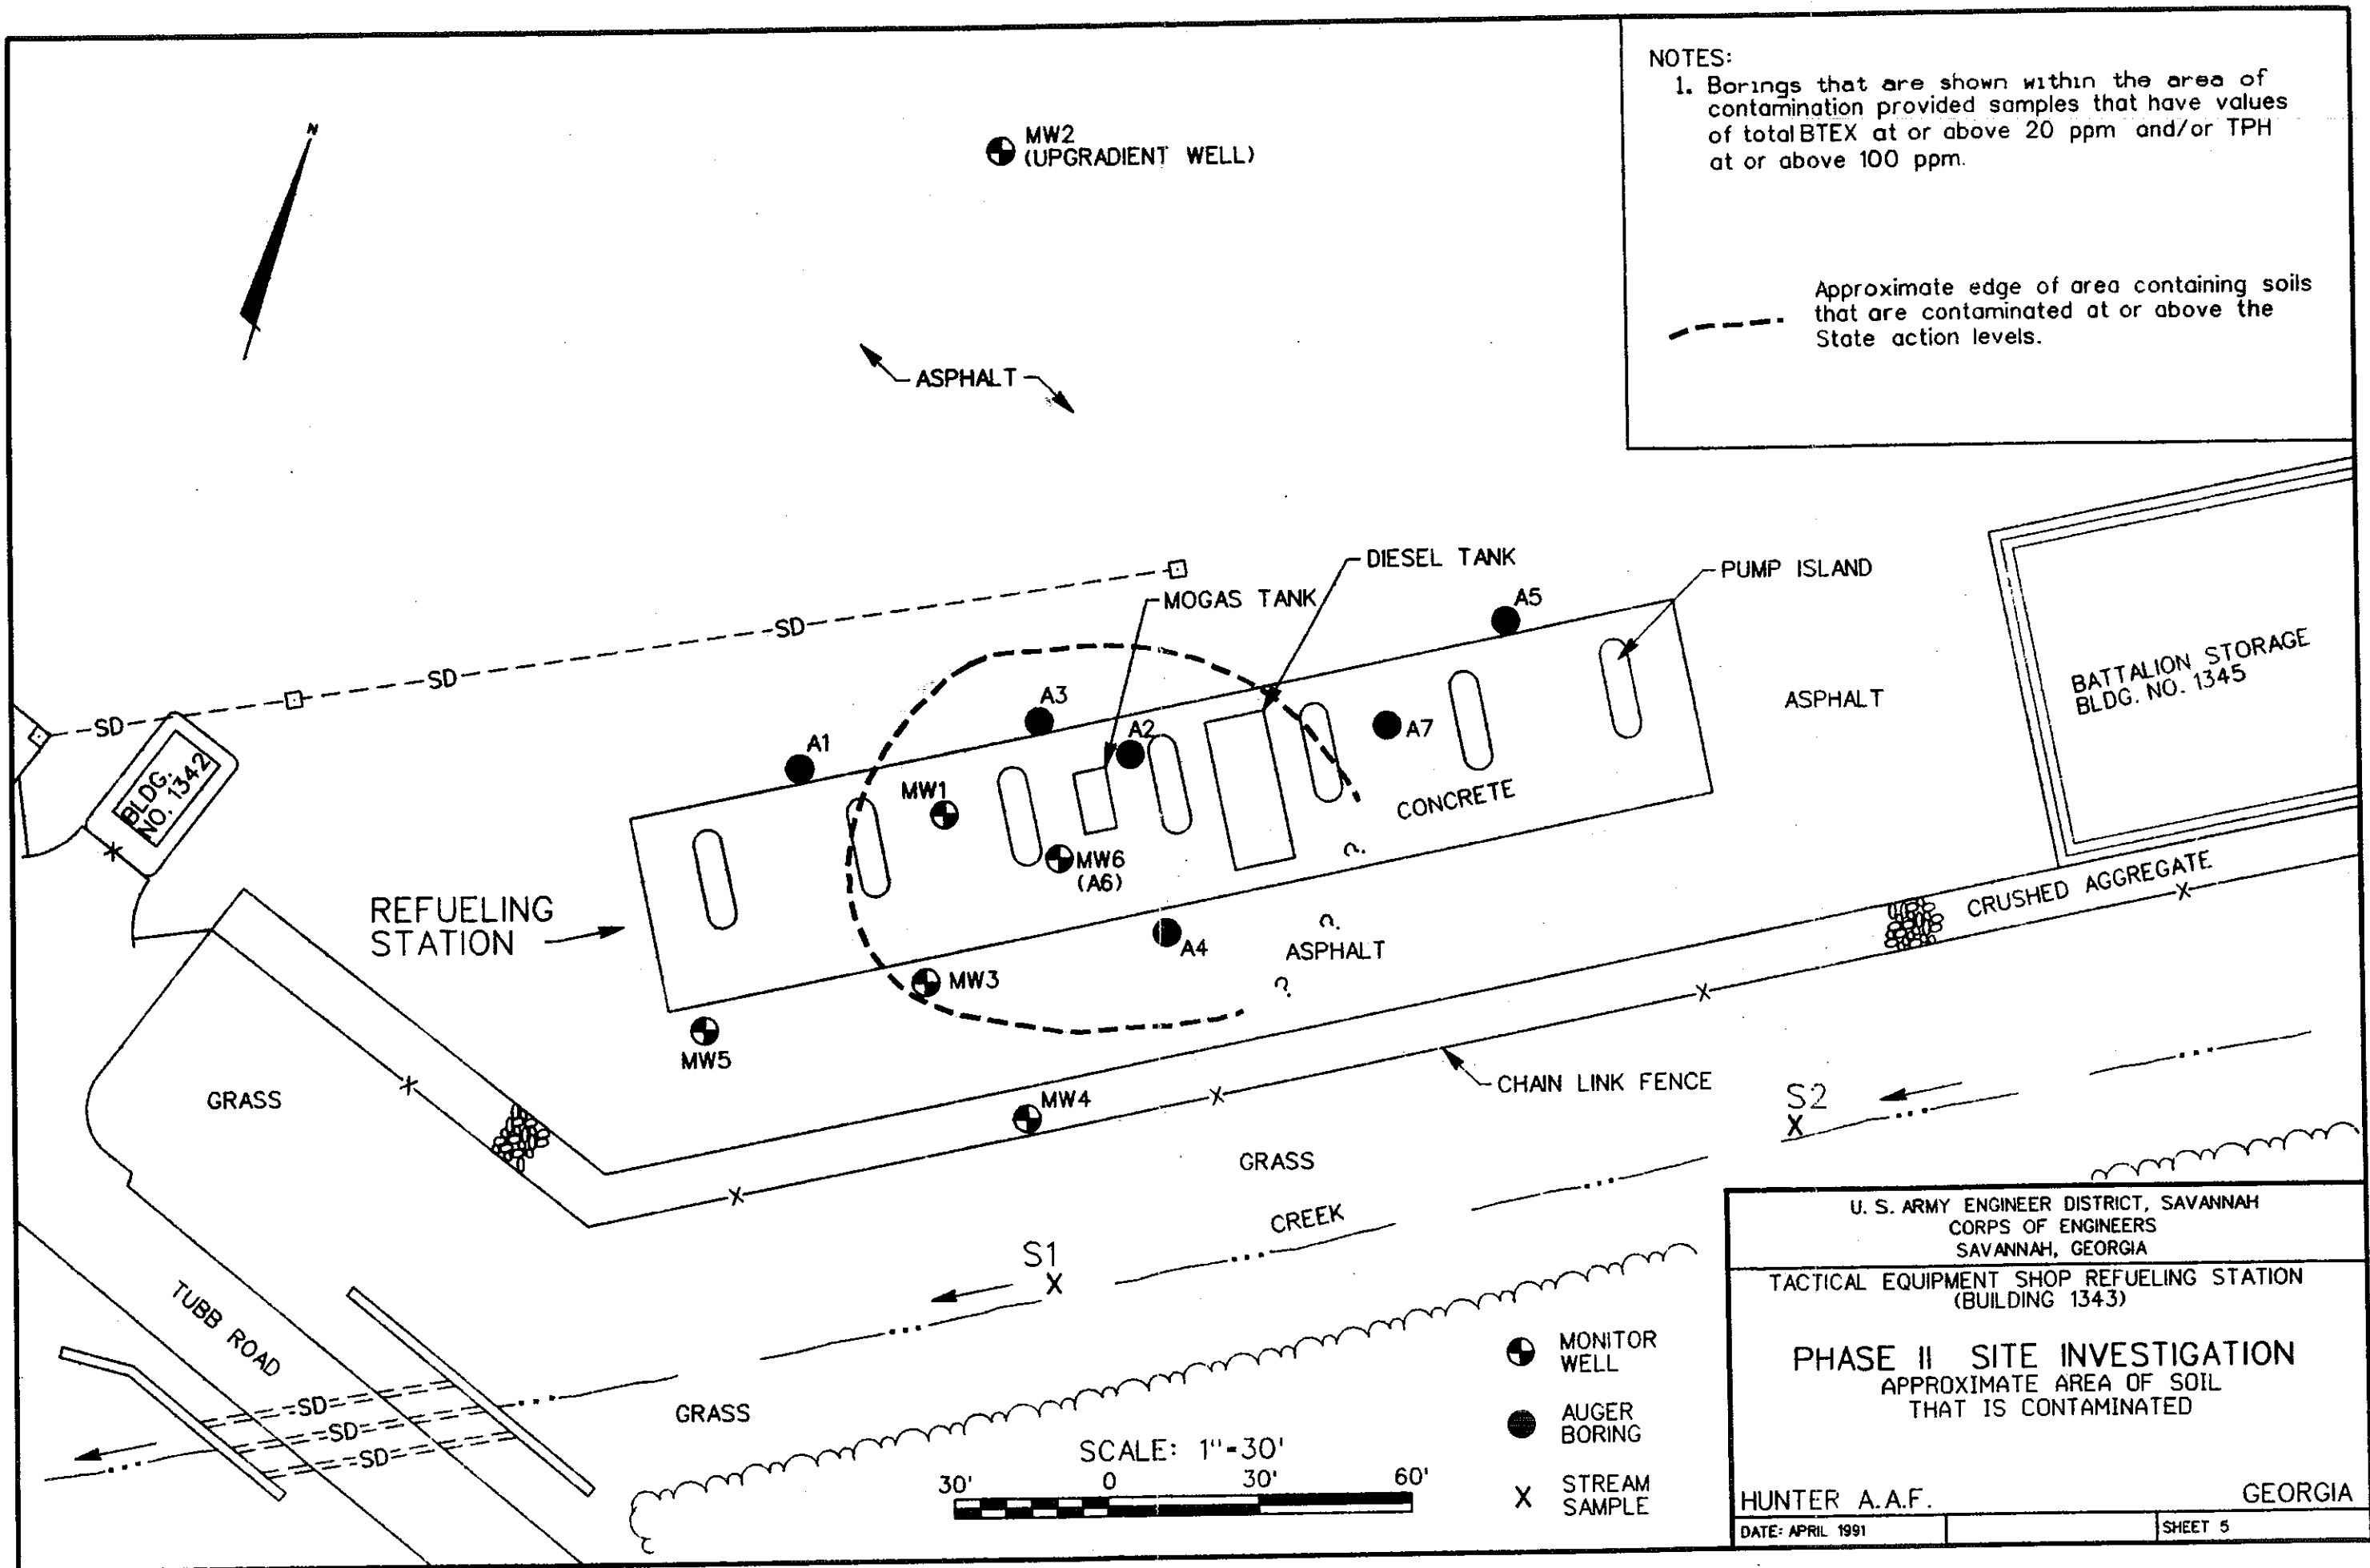 NOTES:
1. Borings that are shown within the area of
contamination provided samples that have values
of total BTEX at or above 20 ppm and/or TPH
at or above 100 ppm.
Approximate edge of area containing soils
that are contaminated at or above the
State action levels.
N
MW2
(UPGRADIENT WELL)
ASPHALT
DIESEL TANK
MOGAS TANK
PUMP ISLAND
A5
SD
SD
SD
A3
A2
A1
A7
MW1
MW6
(A6)
CONCRETE
ASPHALT
BATTALION STORAGE
BLDG. NO. 1345
BLDG.
NO. 1342
REFUELING
STATION
?
?
?
A4
ASPHALT
MW3
MW5
CRUSHED AGGREGATE
X
X
X
X
X
X
GRASS
MW4
CHAIN LINK FENCE
S2
X
GRASS
CREEK
S1
X
TUBB ROAD
SD
SD
SD
GRASS
SCALE: 1"=30'
30' 0 30' 60'
MONITOR
WELL
AUGER
BORING
X STREAM
SAMPLE
U. S. ARMY ENGINEER DISTRICT, SAVANNAH
CORPS OF ENGINEERS
SAVANNAH, GEORGIA
TACTICAL EQUIPMENT SHOP REFUELING STATION
(BUILDING 1343)
PHASE II SITE INVESTIGATION
APPROXIMATE AREA OF SOIL
THAT IS CONTAMINATED
HUNTER A.A.F. GEORGIA
DATE: APRIL 1991 SHEET 5